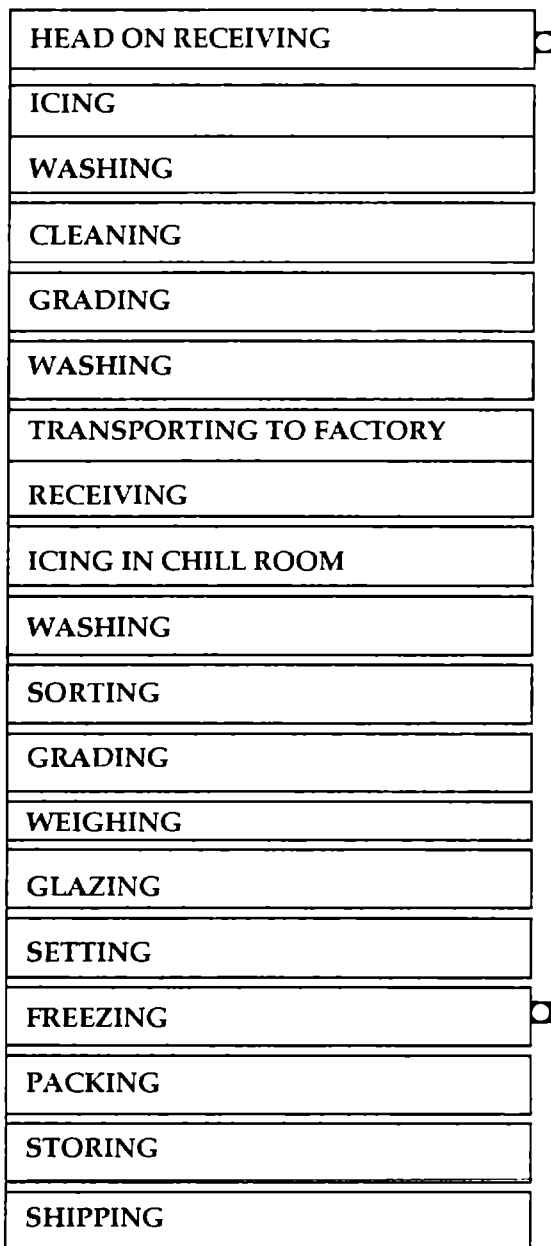 HEAD ON RECEIVING
ICING
WASHING
CLEANING
GRADING
WASHING
TRANSPORTING TO FACTORY
RECEIVING
ICING IN CHILL ROOM
WASHING
SORTING
GRADING
WEIGHING
GLAZING
SETTING
FREEZING
PACKING
STORING
SHIPPING